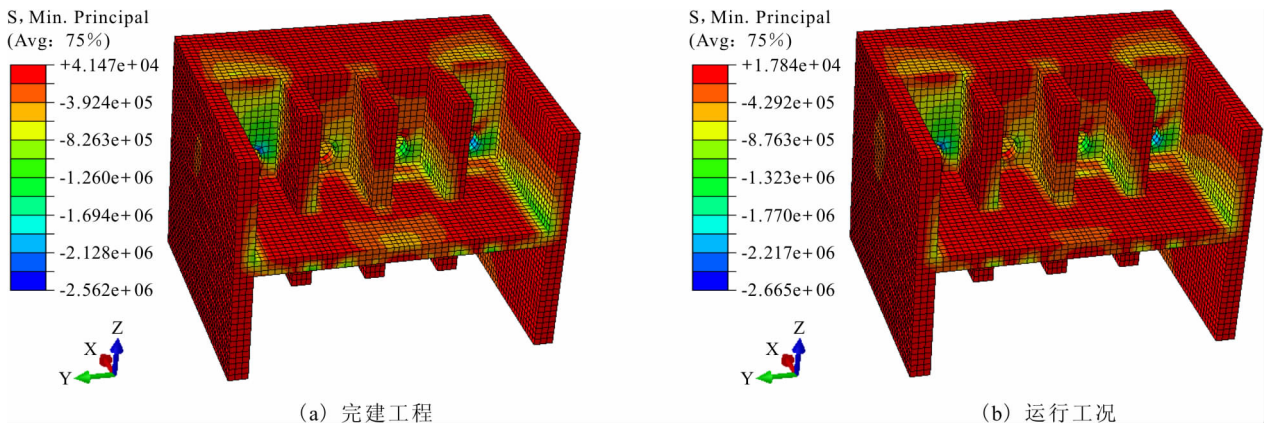 S, Min. Principal
(Avg: 75%)
+4.147e+04
-3.924e+05
-8.263e+05
-1.260e+06
-1.694e+06
-2.128e+06
-2.562e+06
Z
X
Y
(a) 完建工程
S, Min. Principal
(Avg: 75%)
+1.784e+04
-4.292e+05
-8.763e+05
-1.323e+06
-1.770e+06
-2.217e+06
-2.665e+06
Z
X
Y
(b) 运行工况